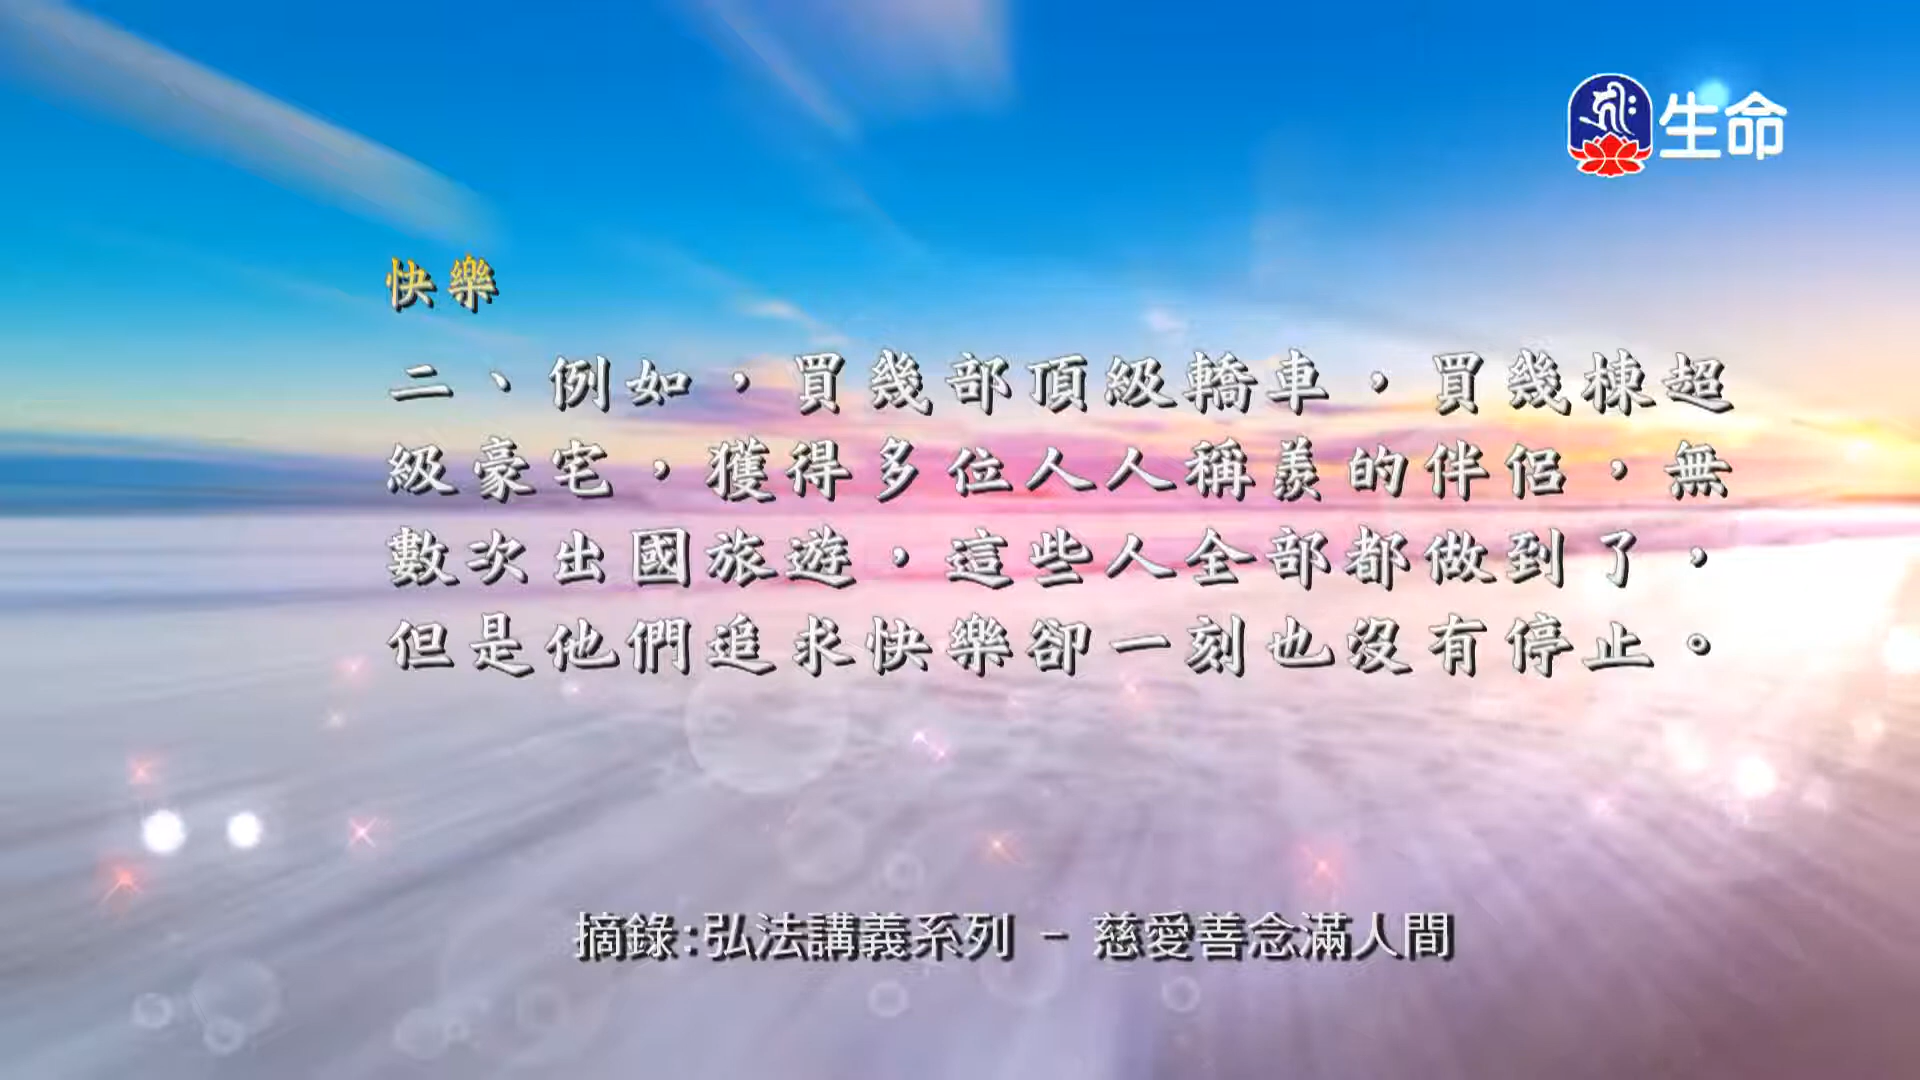 生命
快樂
二、例如，買幾部頂級轎車，買幾棟超
級豪宅，獲得多位人人稱羨的伴侶，無
數次出國旅遊，這些人全部都做到了，
但是他們追求快樂卻一刻也沒有停止。
摘錄:弘法講義系列 - 慈愛善念滿人間